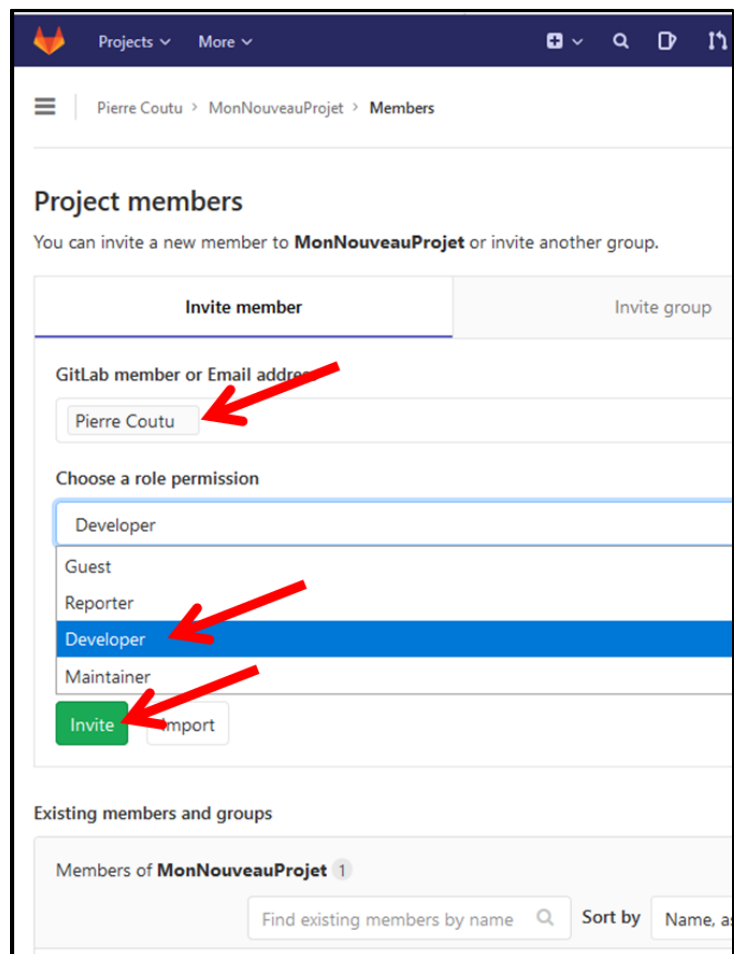 Projects More
Pierre Coutu > MonNouveauProjet > Members
Project members
You can invite a new member to MonNouveauProjet or invite another group.
Invite member Invite group
GitLab member or Email address
Pierre Coutu
Choose a role permission
Developer
Guest
Reporter
Developer
Maintainer
Invite Import
Existing members and groups
Members of MonNouveauProjet 1
Find existing members by name Sort by Name, as